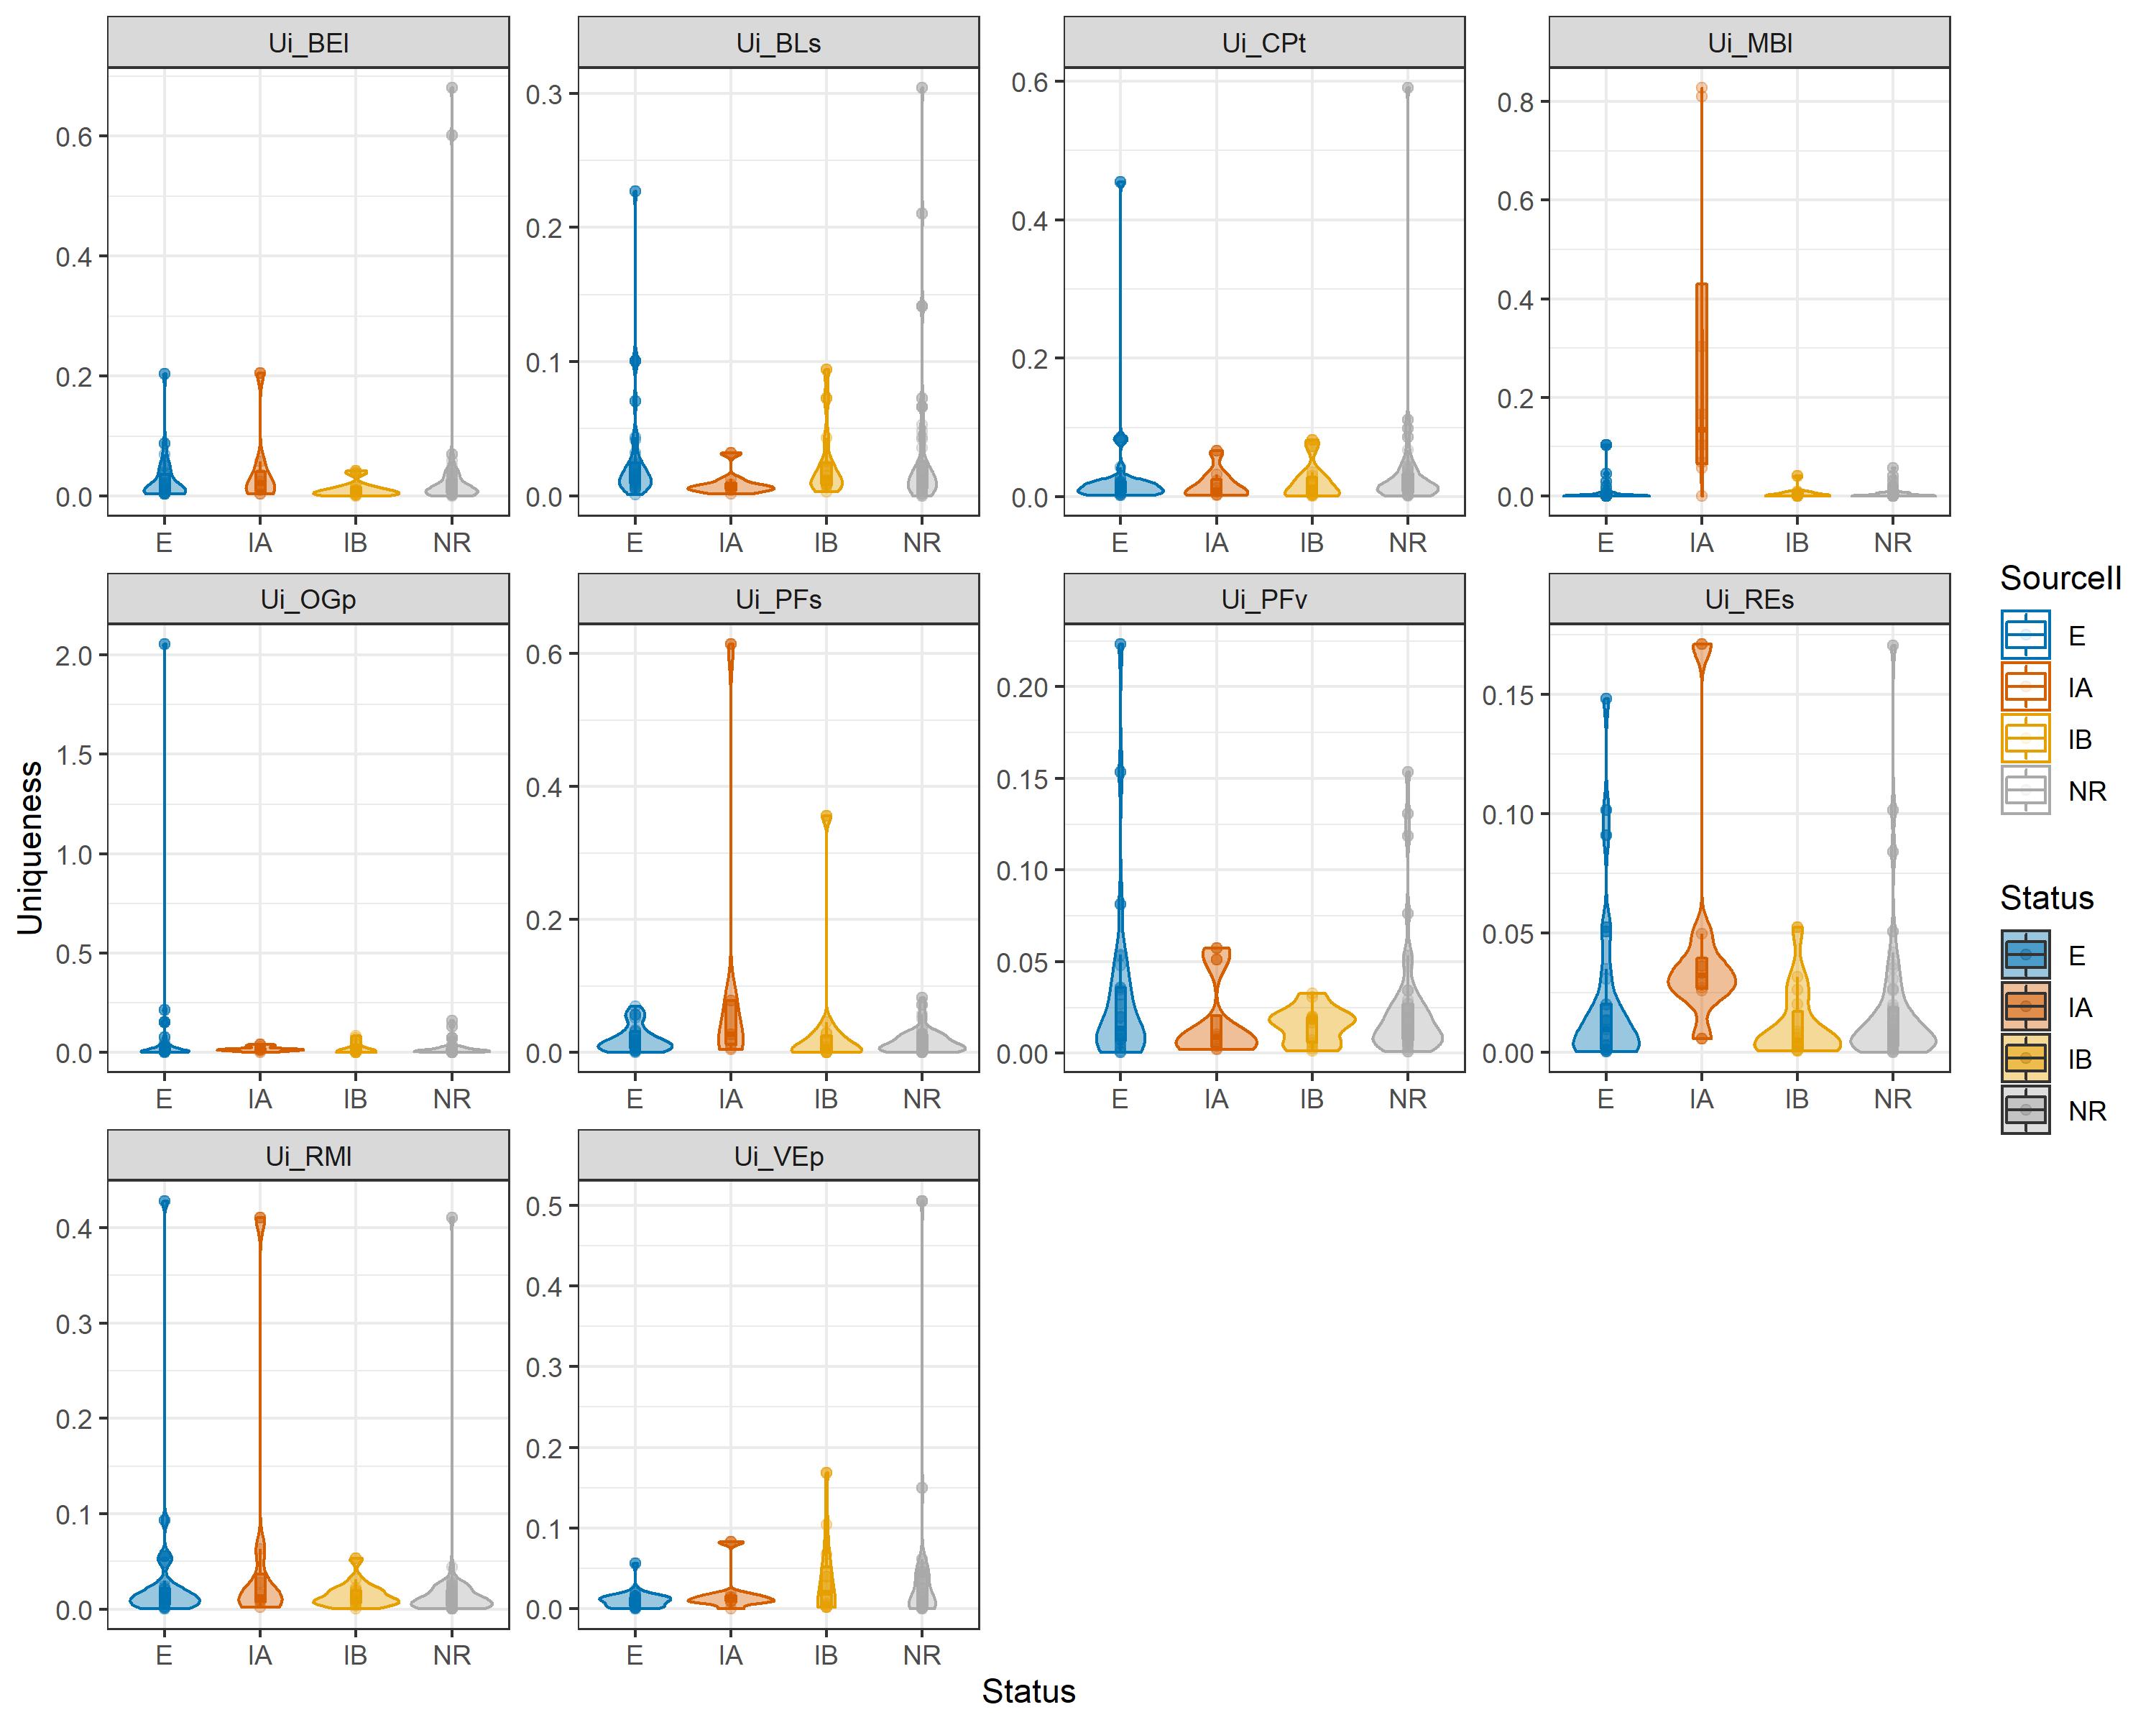 Ui_BEl
Ui_BLs
Ui_CPt
Ui_MBl
0.6
0.4
0.2
0.0
0.3
0.2
0.1
0.0
0.6
0.4
0.2
0.0
0.8
0.6
0.4
0.2
0.0
E IA IB NR
E IA IB NR
E IA IB NR
E IA IB NR
Ui_OGp
Ui_PFs
Ui_PFv
Ui_REs
2.0
1.5
1.0
0.5
0.0
0.6
0.4
0.2
0.0
0.20
0.15
0.10
0.05
0.00
0.15
0.10
0.05
0.00
E IA IB NR
E IA IB NR
E IA IB NR
E IA IB NR
Ui_RMl
Ui_VEp
0.4
0.3
0.2
0.1
0.0
0.5
0.4
0.3
0.2
0.1
0.0
E IA IB NR
E IA IB NR
Uniqueness
Status
SourceII
E
IA
IB
NR
Status
E
IA
IB
NR